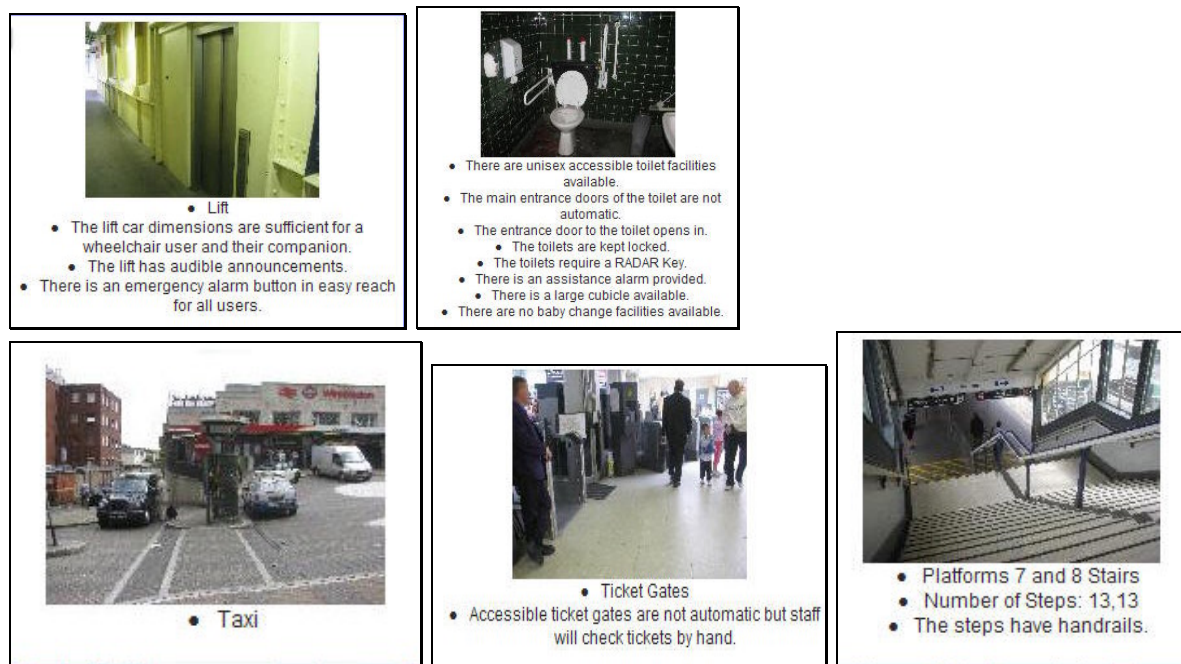 ● Lift
● The lift car dimensions are sufficient for a
wheelchair user and their companion.
● The lift has audible announcements.
● There is an emergency alarm button in easy reach
for all users.
● There are unisex accessible toilet facilities
available.
● The main entrance doors of the toilet are not
automatic.
● The entrance door to the toilet opens in.
● The toilets are kept locked.
● The toilets require a RADAR Key.
● There is an assistance alarm provided.
● There is a large cubicle available.
● There are no baby change facilities available.
Wimbledon
● Taxi
● Ticket Gates
● Accessible ticket gates are not automatic but staff
will check tickets by hand.
● Platforms 7 and 8 Stairs
● Number of Steps: 13,13
● The steps have handrails.